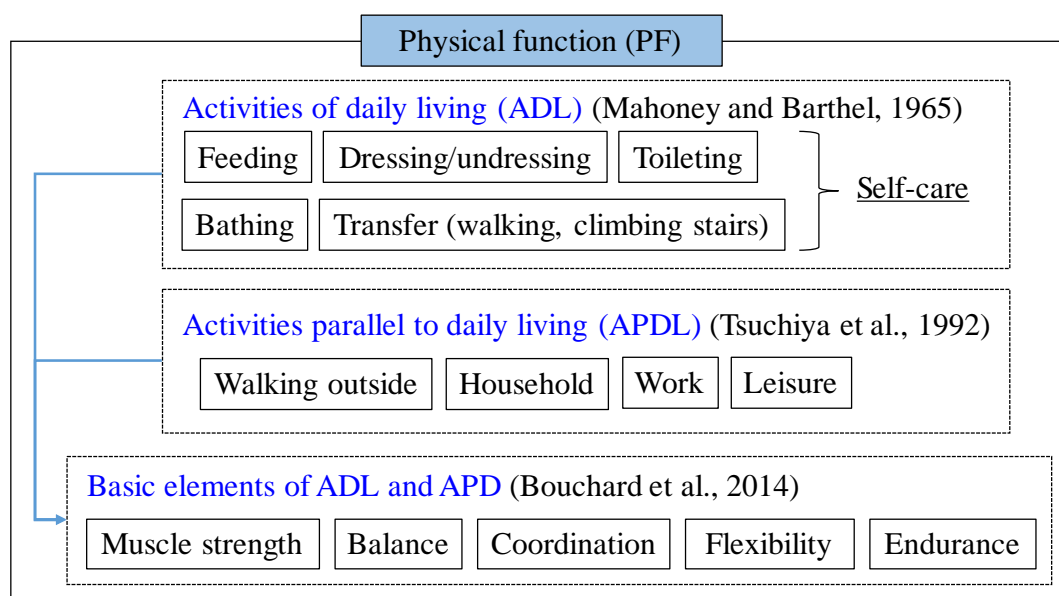 Physical function (PF)
Activities of daily living (ADL) (Mahoney and Barthel, 1965)
Feeding Dressing/undressing Toileting
Self-care
Bathing Transfer (walking, climbing stairs)
Activities parallel to daily living (APDL) (Tsuchiya et al., 1992)
Walking outside Household Work Leisure
Basic elements of ADL and APD (Bouchard et al., 2014)
Muscle strength Balance Coordination Flexibility Endurance